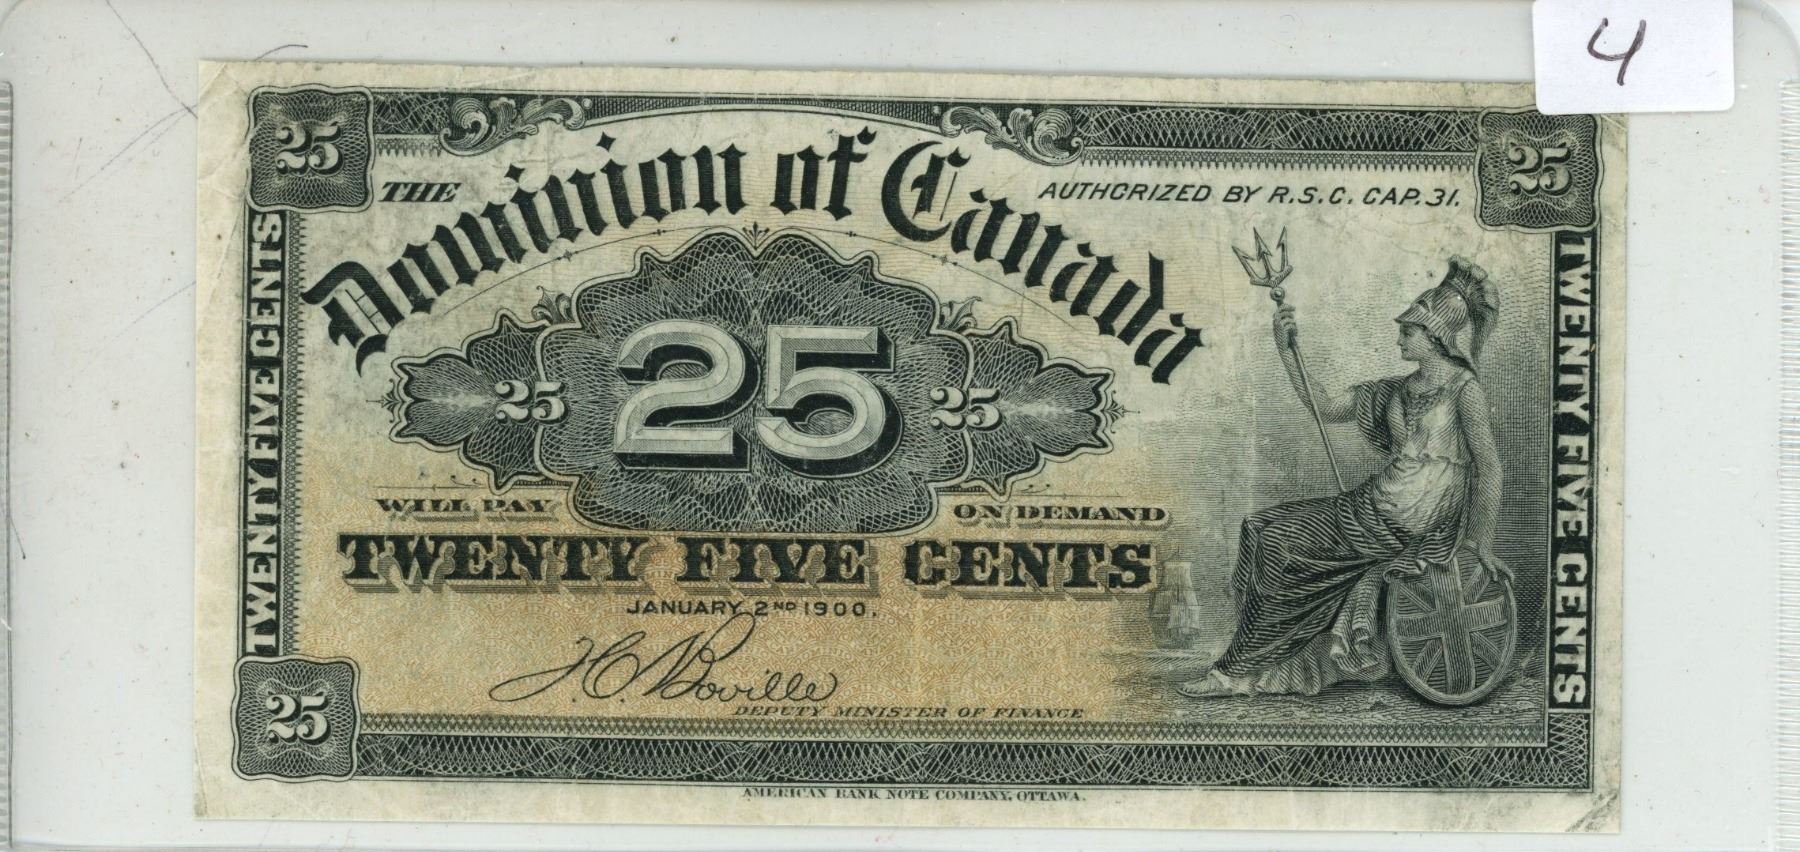 4
25
25
THE
Dominion of Canada
AUTHORIZED BY R.S.C. CAP. 31.
TWENTY FIVE CENTS
TWENTY FIVE CENTS
25
25
25
WILL PAY
ON DEMAND
TWENTY FIVE CENTS
JANUARY 2ND 1900.
J.C. Boville
DEPUTY MINISTER OF FINANCE
25
AMERICAN BANK NOTE COMPANY, OTTAWA.